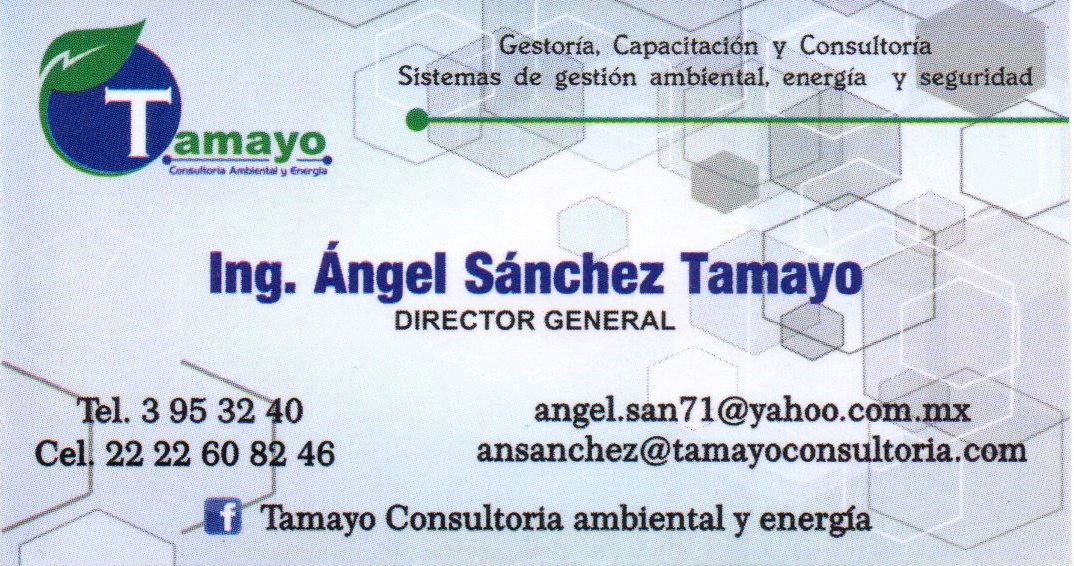 Gestoría, Capacitación y Consultoría
Sistemas de gestión ambiental, energía y seguridad
Tamayo
Consultoria Ambiental y Energía
Ing. Ángel Sánchez Tamayo
DIRECTOR GENERAL
Tel. 3 95 32 40
Cel. 22 22 60 82 46
angel.san71@yahoo.com.mx
ansanchez@tamayoconsultoria.com
f Tamayo Consultoria ambiental y energía